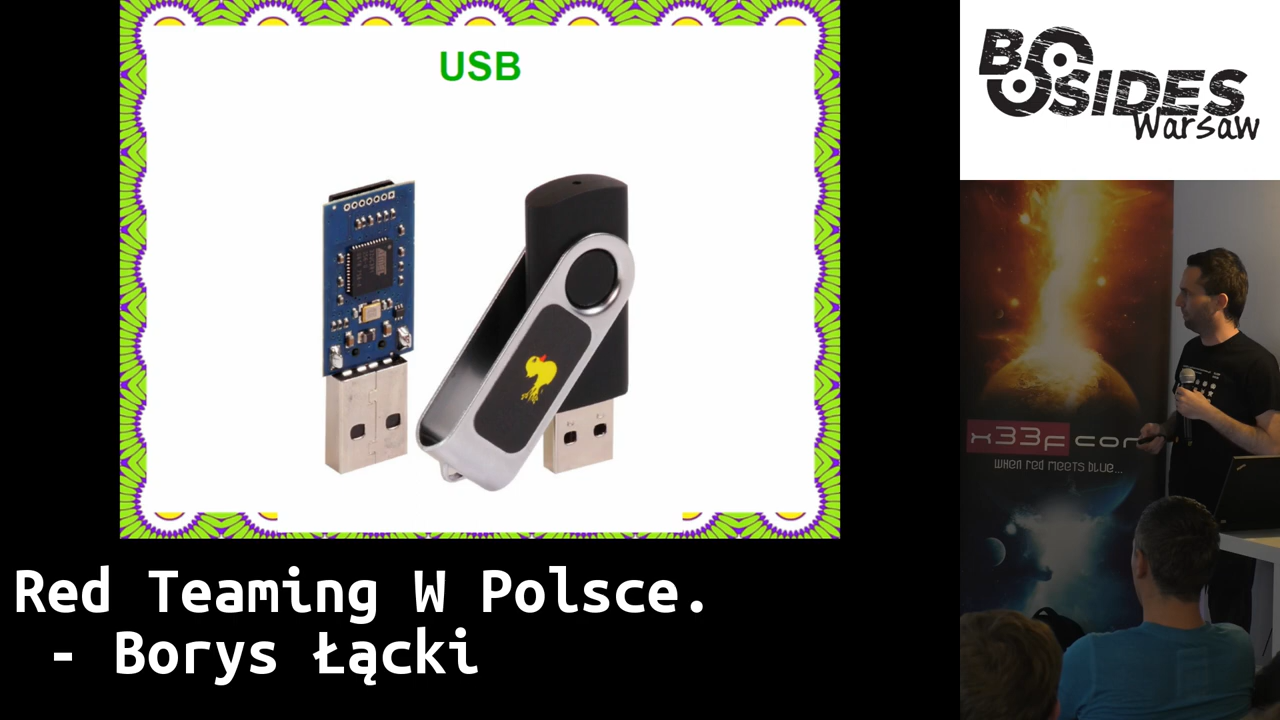 USB
BSIDES
Warsaw
x33fcon
when red meets blue...
Red Teaming W Polsce.
- Borys Łącki